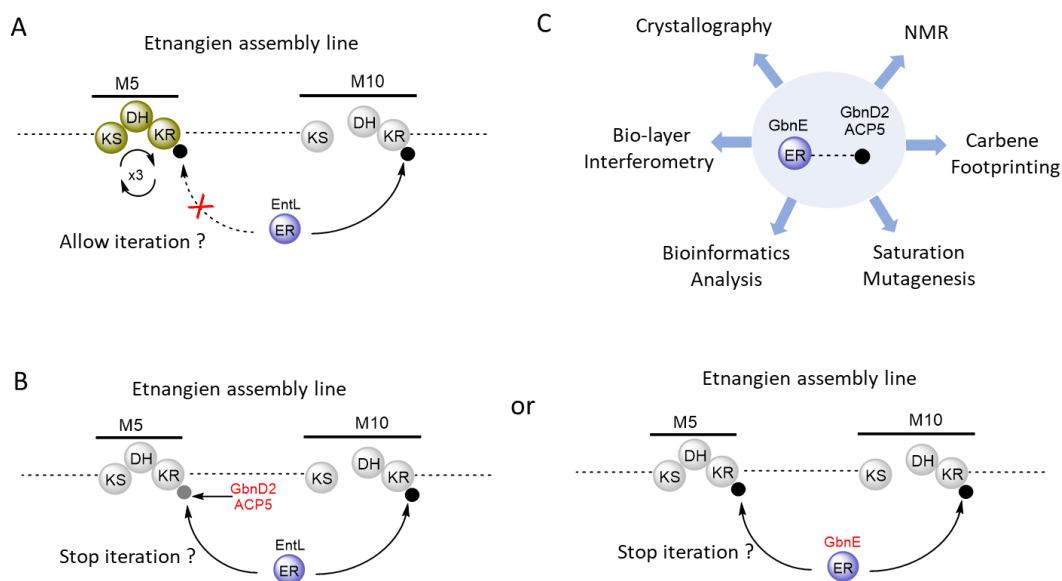 A
Etnangien assembly line
M5
M10
KS
DH
KR
KS
DH
KR
x3
EntL
ER
Allow iteration ?
C
Crystallography
NMR
GbnE
GbnD2
ACP5
ER
Bio-layer
Interferometry
Carbene
Footprinting
Bioinformatics
Analysis
Saturation
Mutagenesis
B
Etnangien assembly line
M5
M10
KS
DH
KR
KS
DH
KR
GbnD2
ACP5
EntL
ER
Stop iteration ?
or
Etnangien assembly line
M5
M10
KS
DH
KR
KS
DH
KR
GbnE
ER
Stop iteration ?